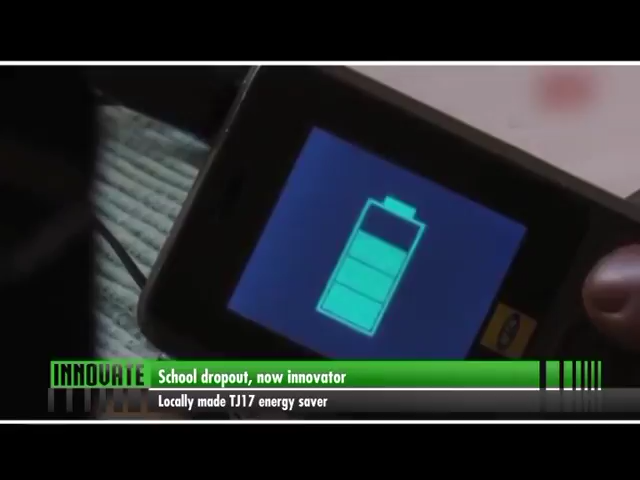 INNOVATE
School dropout, now innovator
Locally made TJ17 energy saver